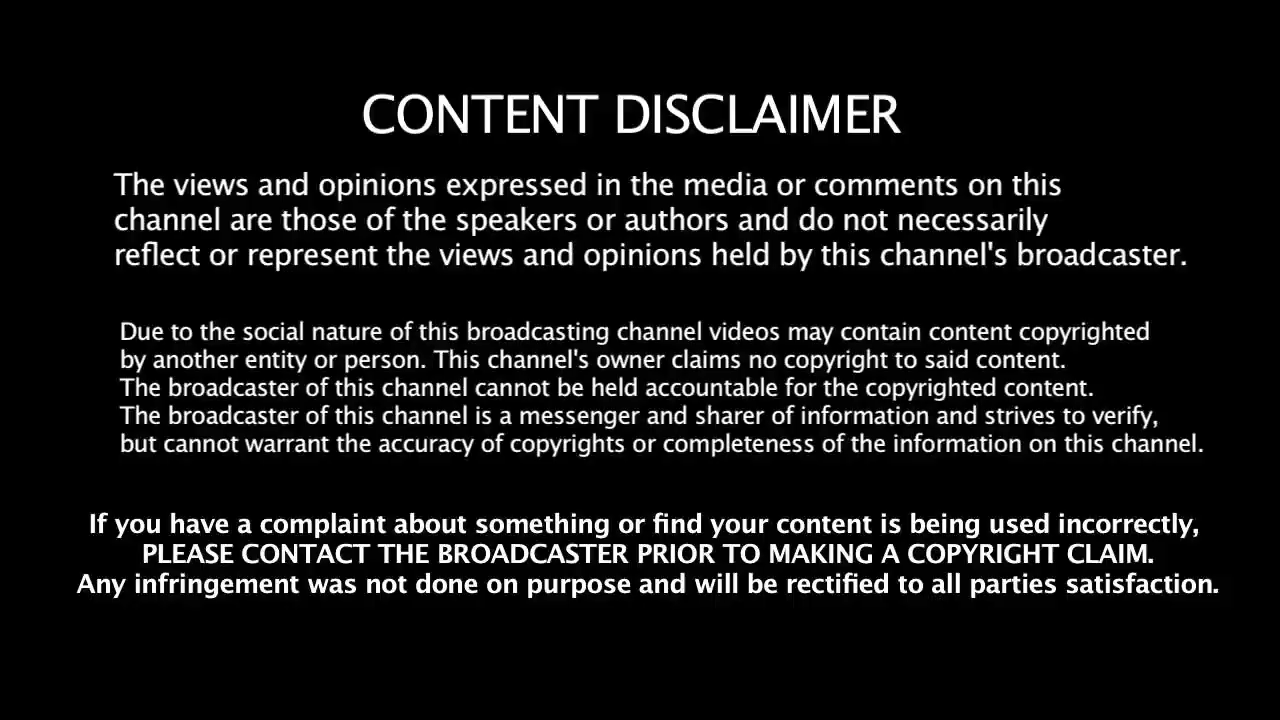 CONTENT DISCLAIMER
The views and opinions expressed in the media or comments on this
channel are those of the speakers or authors and do not necessarily
reflect or represent the views and opinions held by this channel's broadcaster.
Due to the social nature of this broadcasting channel videos may contain content copyrighted
by another entity or person. This channel's owner claims no copyright to said content.
The broadcaster of this channel cannot be held accountable for the copyrighted content.
The broadcaster of this channel is a messenger and sharer of information and strives to verify,
but cannot warrant the accuracy of copyrights or completeness of the information on this channel.
If you have a complaint about something or find your content is being used incorrectly,
PLEASE CONTACT THE BROADCASTER PRIOR TO MAKING A COPYRIGHT CLAIM.
Any infringement was not done on purpose and will be rectified to all parties satisfaction.